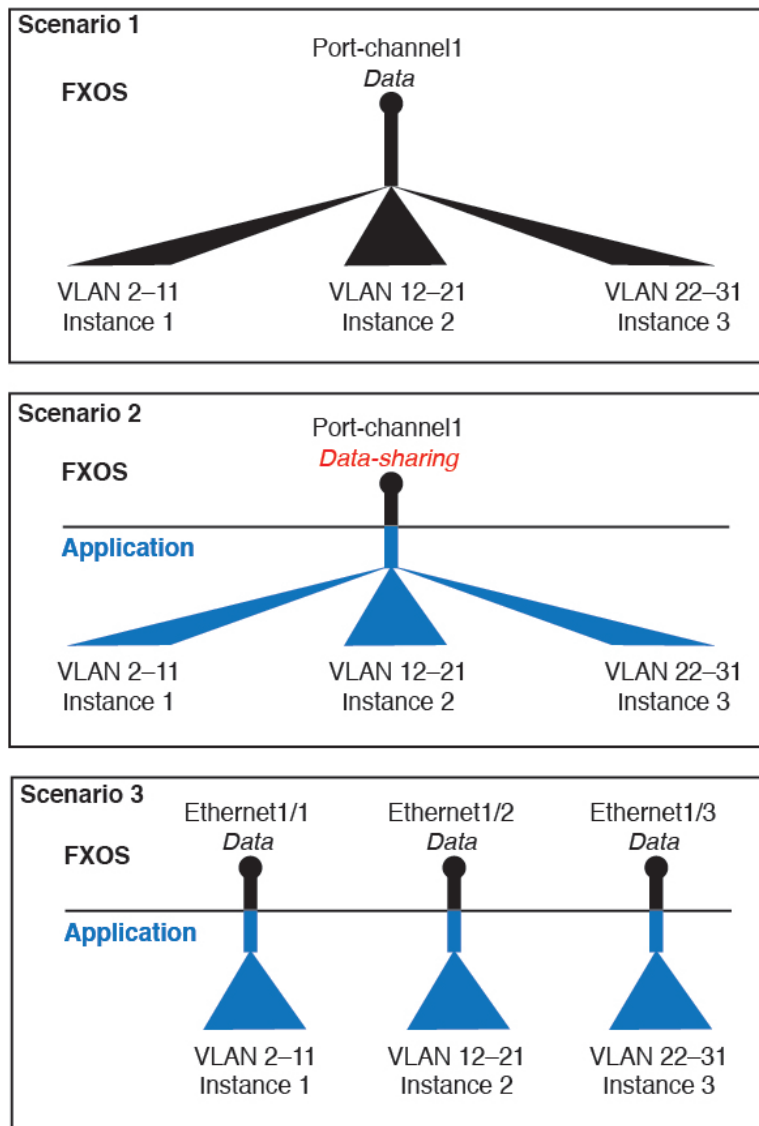 Scenario 1
Port-channel1
Data
FXOS
VLAN 2–11 VLAN 12–21 VLAN 22–31
Instance 1 Instance 2 Instance 3
Scenario 2
Port-channel1
Data-sharing
FXOS
Application
VLAN 2–11 VLAN 12–21 VLAN 22–31
Instance 1 Instance 2 Instance 3
Scenario 3
Ethernet1/1 Ethernet1/2 Ethernet1/3
Data Data Data
FXOS
Application
VLAN 2–11 VLAN 12–21 VLAN 22–31
Instance 1 Instance 2 Instance 3